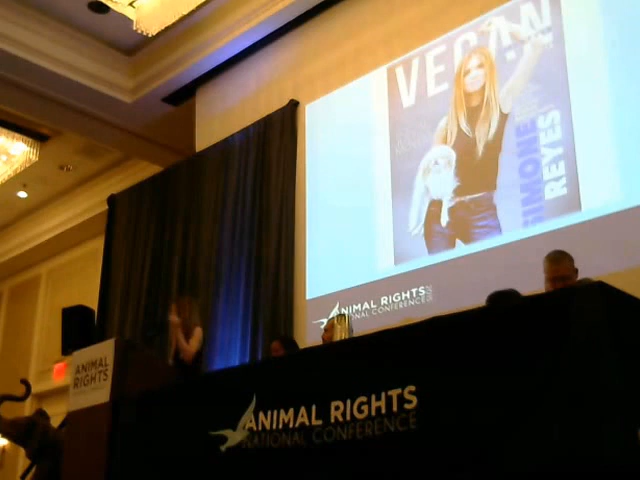 VEGAN
SIMONE
REYES
ANIMAL RIGHTS
NATIONAL CONFERENCE
ANIMAL
RIGHTS
ANIMAL RIGHTS
NATIONAL CONFERENCE